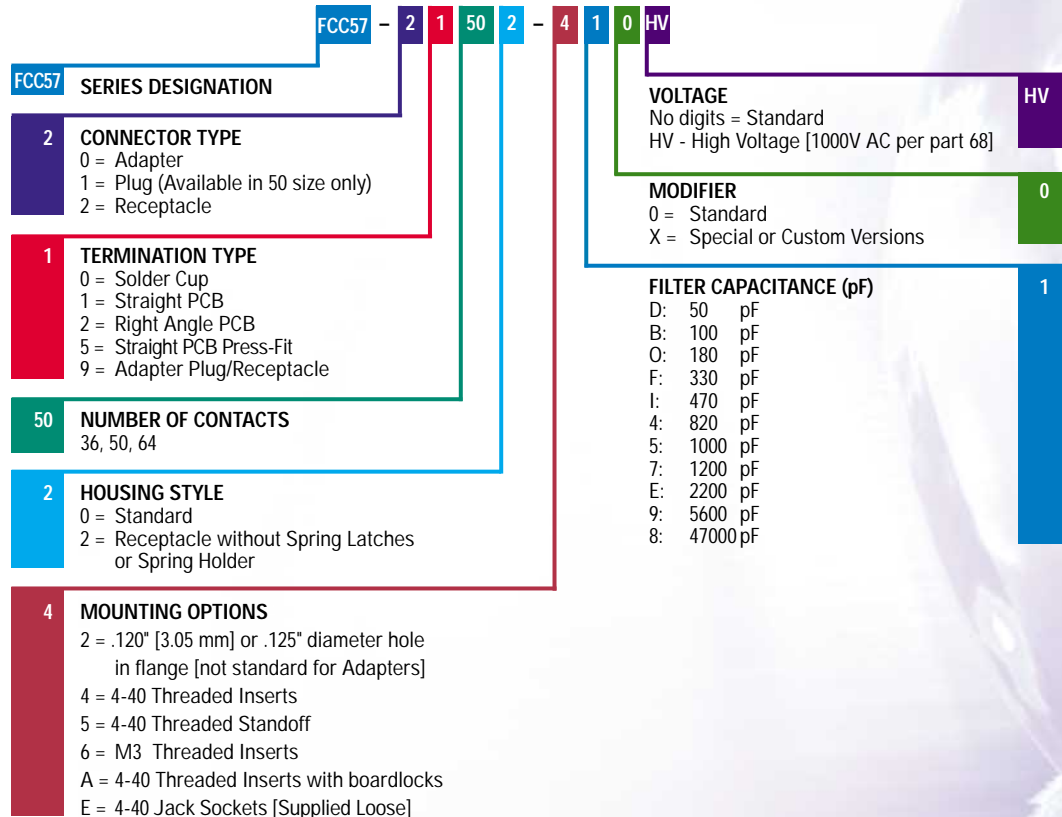 FCC57 – 2 1 50 2 - 4 1 0 HV
FCC57 SERIES DESIGNATION
2 CONNECTOR TYPE
0 = Adapter
1 = Plug (Available in 50 size only)
2 = Receptacle
1 TERMINATION TYPE
0 = Solder Cup
1 = Straight PCB
2 = Right Angle PCB
5 = Straight PCB Press-Fit
9 = Adapter Plug/Receptacle
50 NUMBER OF CONTACTS
36, 50, 64
2 HOUSING STYLE
0 = Standard
2 = Receptacle without Spring Latches
or Spring Holder
4 MOUNTING OPTIONS
2 = .120" [3.05 mm] or .125" diameter hole
in flange [not standard for Adapters]
4 = 4-40 Threaded Inserts
5 = 4-40 Threaded Standoff
6 = M3 Threaded Inserts
A = 4-40 Threaded Inserts with boardlocks
E = 4-40 Jack Sockets [Supplied Loose]
VOLTAGE HV
No digits = Standard
HV - High Voltage [1000V AC per part 68]
MODIFIER 0
0 = Standard
X = Special or Custom Versions
FILTER CAPACITANCE (pF) 1
D: 50 pF
B: 100 pF
O: 180 pF
F: 330 pF
I: 470 pF
4: 820 pF
5: 1000 pF
7: 1200 pF
E: 2200 pF
9: 5600 pF
8: 47000 pF